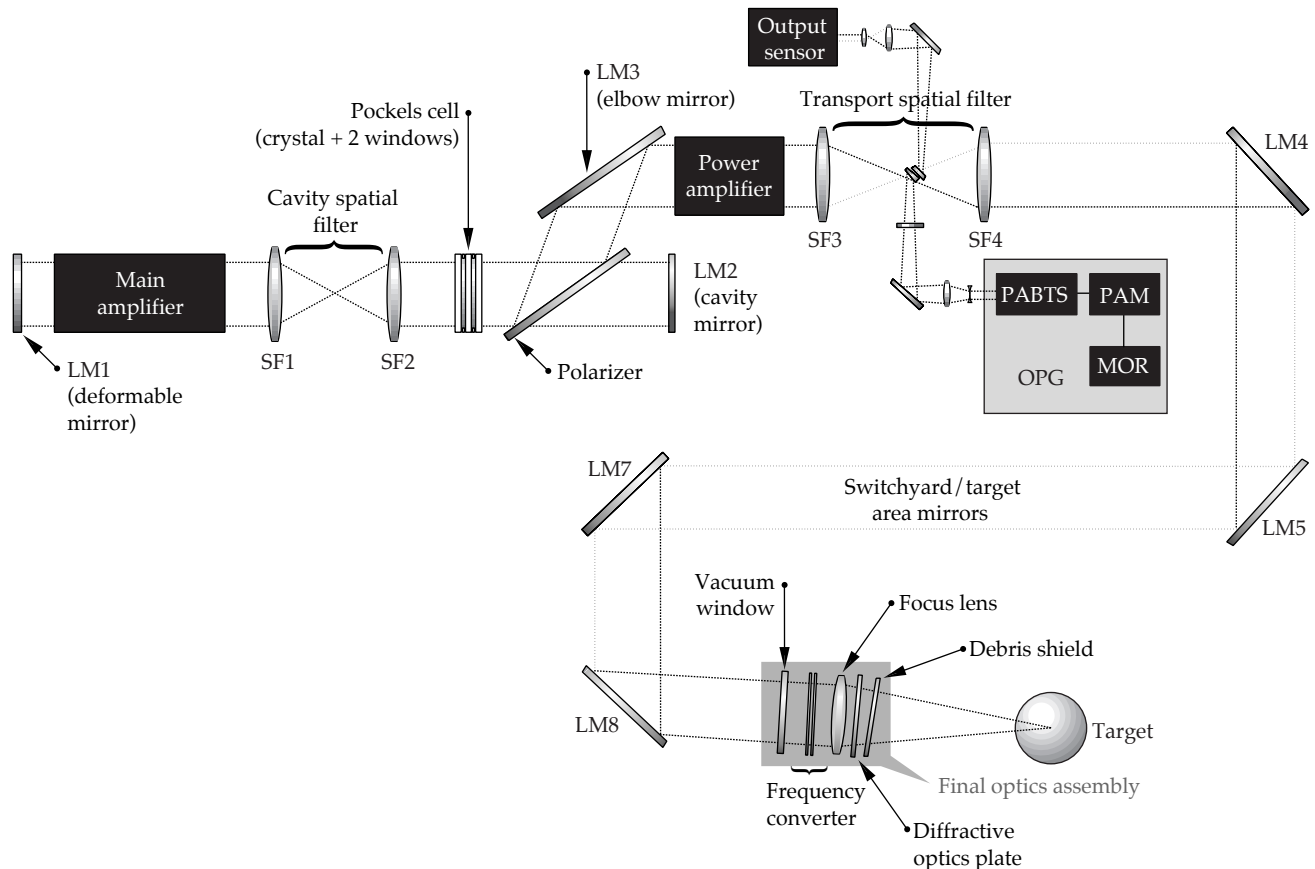 Output
sensor
LM3
(elbow mirror)
Transport spatial filter
Pockels cell
(crystal + 2 windows)
LM4
Power
amplifier
Cavity spatial
filter
SF3
SF4
Main
amplifier
LM2
(cavity
mirror)
PABTS
PAM
SF1
SF2
LM1
(deformable
mirror)
Polarizer
OPG
MOR
LM7
Switchyard/target
area mirrors
LM5
Vacuum
window
Focus lens
Debris shield
LM8
Target
Final optics assembly
Frequency
converter
Diffractive
optics plate